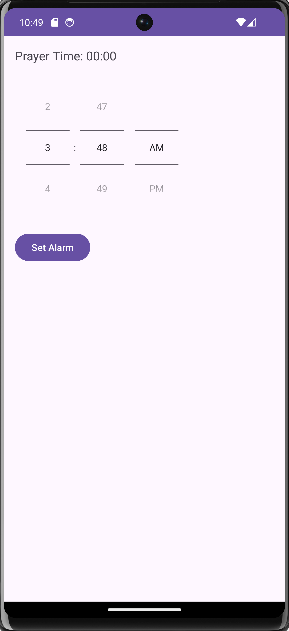 10:49
Prayer Time: 00:00
2 47
3 : 48 AM
4 49 PM
Set Alarm